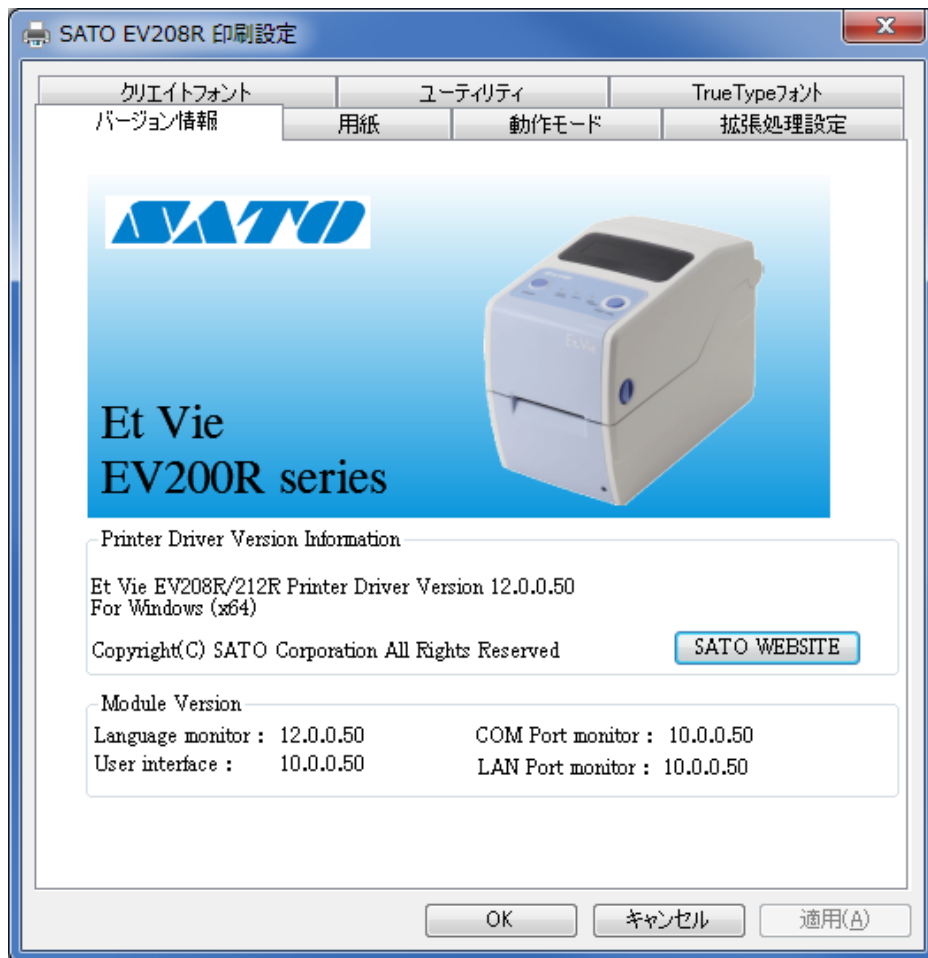 SATO EV208R 印刷設定
クリエイトフォント ユーティリティ TrueTypeフォント
バージョン情報 用紙 動作モード 拡張処理設定
SATO
Et Vie
Et Vie
EV200R series
Printer Driver Version Information
Et Vie EV208R/212R Printer Driver Version 12.0.0.50
For Windows (x64)
Copyright(C) SATO Corporation All Rights Reserved SATO WEBSITE
Module Version
Language monitor : 12.0.0.50 COM Port monitor : 10.0.0.50
User interface : 10.0.0.50 LAN Port monitor : 10.0.0.50
OK キャンセル 適用(A)